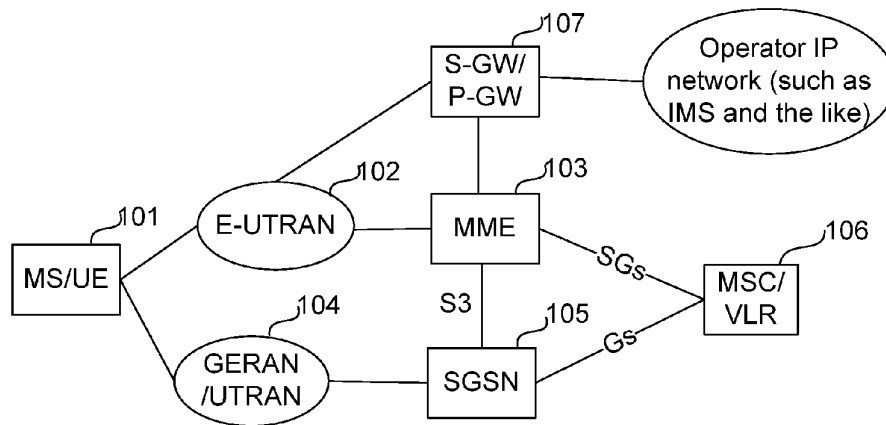 107
S-GW/
P-GW
Operator IP
network (such as
IMS and the like)
102
103
101
E-UTRAN
MME
106
MS/UE
SGs
MSC/
VLR
S3
104
105
Gs
GERAN
/UTRAN
SGSN